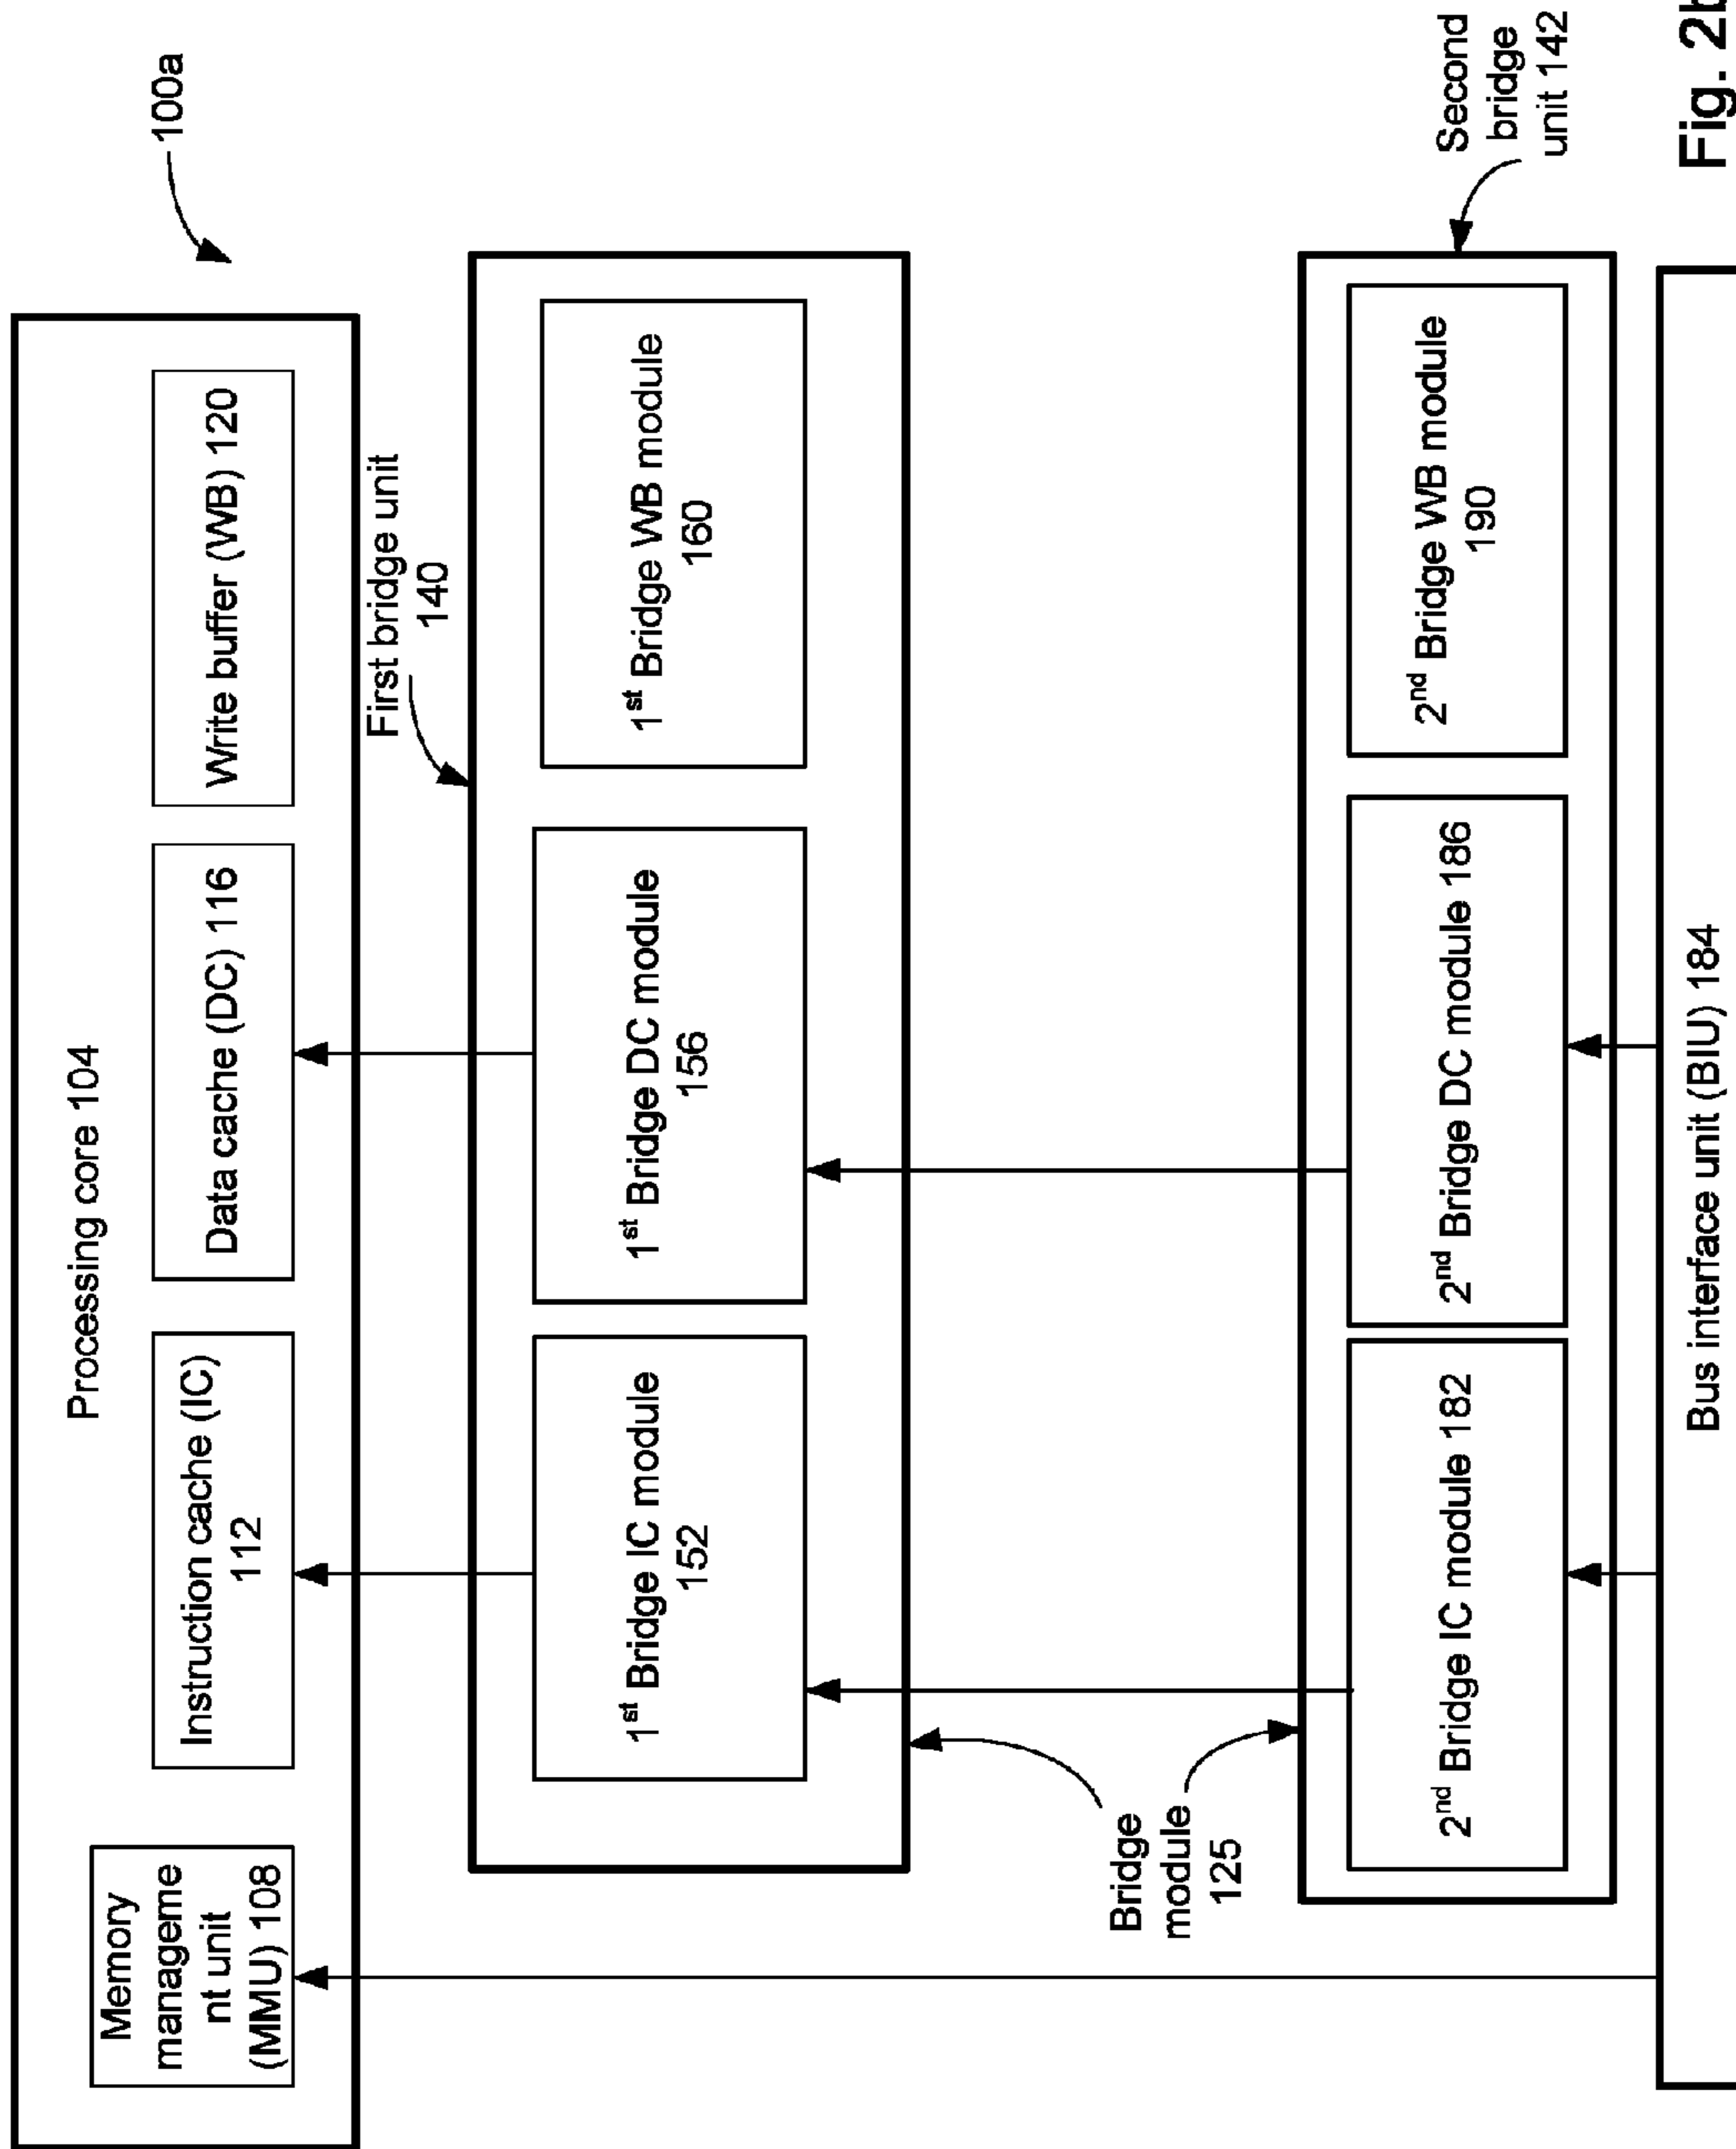 100a
Processing core 104
Memory
manageme
nt unit
(MMU) 108
Instruction cache (IC)
112
Data cache (DC) 116
Write buffer (WB) 120
First bridge unit
140
1st Bridge IC module
152
1st Bridge DC module
156
1st Bridge WB module
160
Bridge
module
125
Second
bridge
unit 142
2nd Bridge IC module 182
2nd Bridge DC module 186
2nd Bridge WB module
190
Bus interface unit (BIU) 184
Fig. 2b